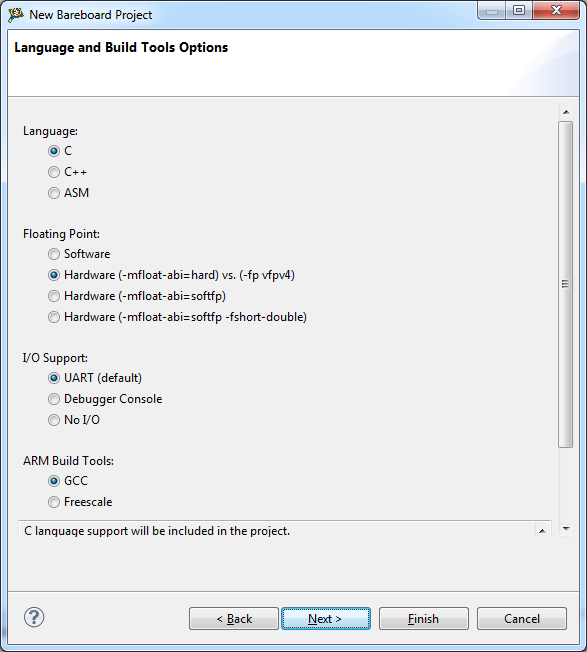 New Bareboard Project
Language and Build Tools Options
Language:
C
C++
ASM
Floating Point:
Software
Hardware (-mfloat-abi=hard) vs. (-fp vfpv4)
Hardware (-mfloat-abi=softfp)
Hardware (-mfloat-abi=softfp -fshort-double)
I/O Support:
UART (default)
Debugger Console
No I/O
ARM Build Tools:
GCC
Freescale
C language support will be included in the project.
?
< Back Next > Finish Cancel